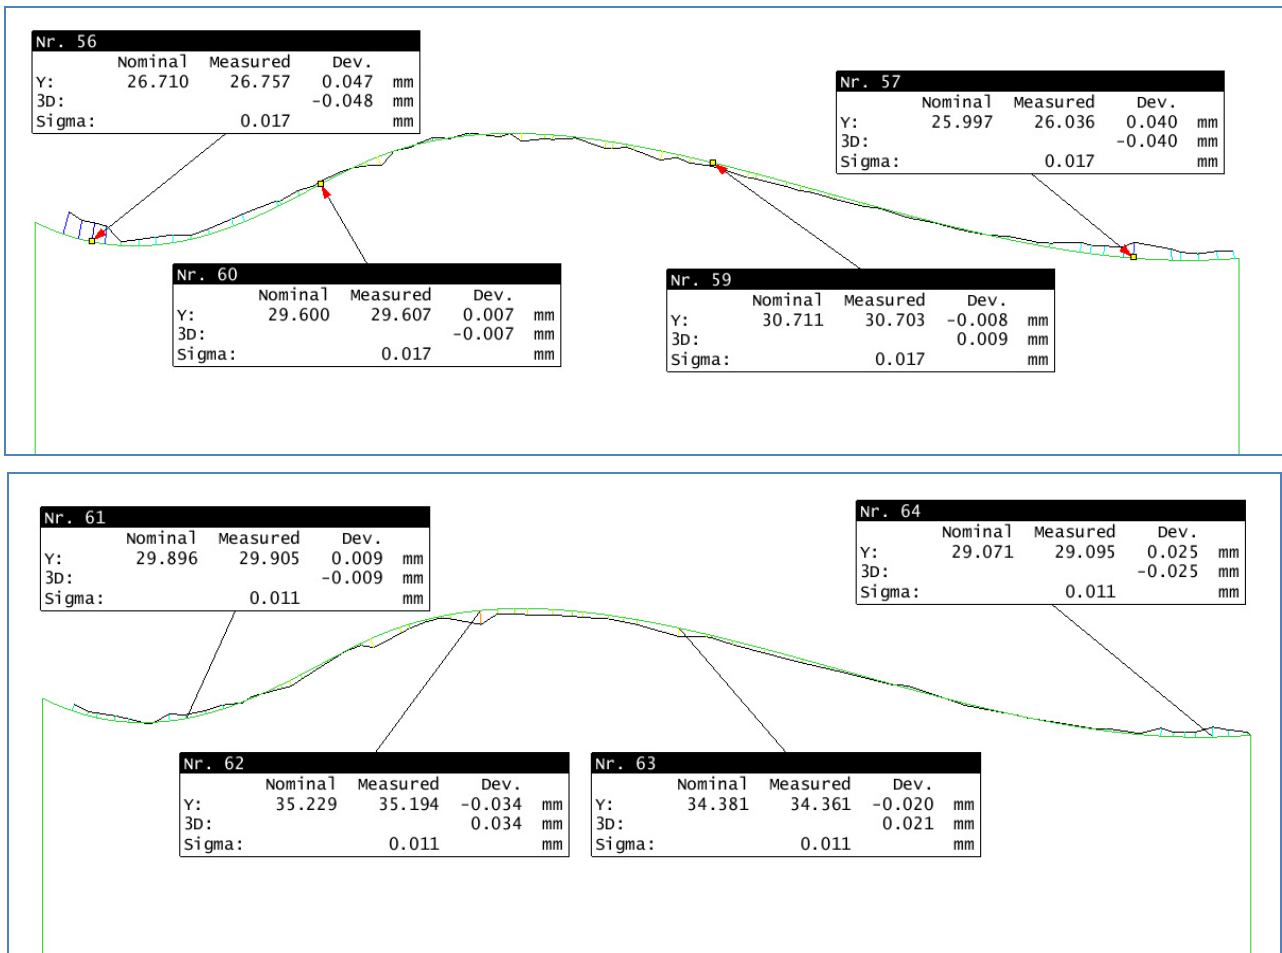 Nr. 56
Nominal Measured Dev.
Y: 26.710 26.757 0.047 mm
3D: -0.048 mm
Sigma: 0.017 mm
Nr. 57
Nominal Measured Dev.
Y: 25.997 26.036 0.040 mm
3D: -0.040 mm
Sigma: 0.017 mm
Nr. 60
Nominal Measured Dev.
Y: 29.600 29.607 0.007 mm
3D: -0.007 mm
Sigma: 0.017 mm
Nr. 59
Nominal Measured Dev.
Y: 30.711 30.703 -0.008 mm
3D: 0.009 mm
Sigma: 0.017 mm
Nr. 61
Nominal Measured Dev.
Y: 29.896 29.905 0.009 mm
3D: -0.009 mm
Sigma: 0.011 mm
Nr. 64
Nominal Measured Dev.
Y: 29.071 29.095 0.025 mm
3D: -0.025 mm
Sigma: 0.011 mm
Nr. 62
Nominal Measured Dev.
Y: 35.229 35.194 -0.034 mm
3D: 0.034 mm
Sigma: 0.011 mm
Nr. 63
Nominal Measured Dev.
Y: 34.381 34.361 -0.020 mm
3D: 0.021 mm
Sigma: 0.011 mm